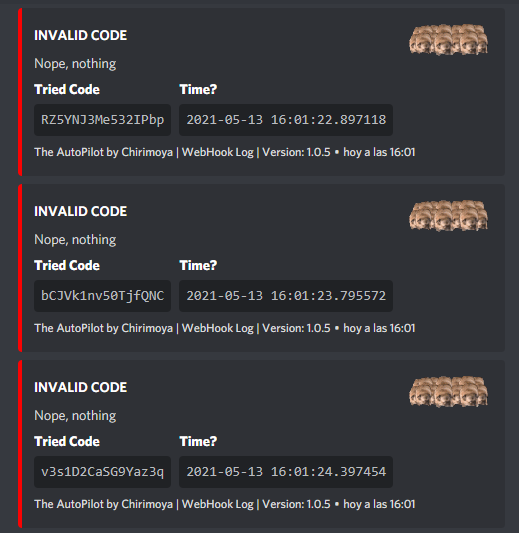 INVALID CODE
Nope, nothing
Tried Code Time?
RZ5YNJ3Me532IPbp 2021-05-13 16:01:22.897118
The AutoPilot by Chirimoya | WebHook Log | Version: 1.0.5 • hoy a las 16:01
INVALID CODE
Nope, nothing
Tried Code Time?
bCJVk1nv50TjfQNC 2021-05-13 16:01:23.795572
The AutoPilot by Chirimoya | WebHook Log | Version: 1.0.5 • hoy a las 16:01
INVALID CODE
Nope, nothing
Tried Code Time?
v3s1D2CaSG9Yaz3q 2021-05-13 16:01:24.397454
The AutoPilot by Chirimoya | WebHook Log | Version: 1.0.5 • hoy a las 16:01